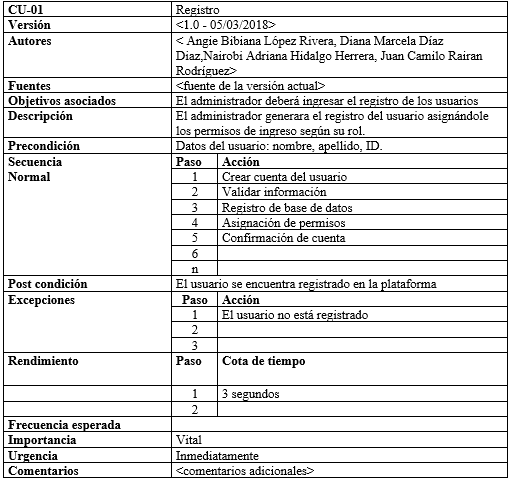 CU-01 Registro
Versión <1.0 - 05/03/2018>
Autores < Angie Bibiana López Rivera, Diana Marcela Díaz
Díaz,Nairobi Adriana Hidalgo Herrera, Juan Camilo Rairan
Rodríguez>
Fuentes <fuente de la versión actual>
Objetivos asociados El administrador deberá ingresar el registro de los usuarios
Descripción El administrador generara el registro del usuario asignándole
los permisos de ingreso según su rol.
Precondición Datos del usuario: nombre, apellido, ID.
Secuencia Paso Acción
Normal 1 Crear cuenta del usuario
2 Validar información
3 Registro de base de datos
4 Asignación de permisos
5 Confirmación de cuenta
6
n
Post condición El usuario se encuentra registrado en la plataforma
Excepciones Paso Acción
1 El usuario no está registrado
2
3
Rendimiento Paso Cota de tiempo
1 3 segundos
2
Frecuencia esperada
Importancia Vital
Urgencia Inmediatamente
Comentarios <comentarios adicionales>